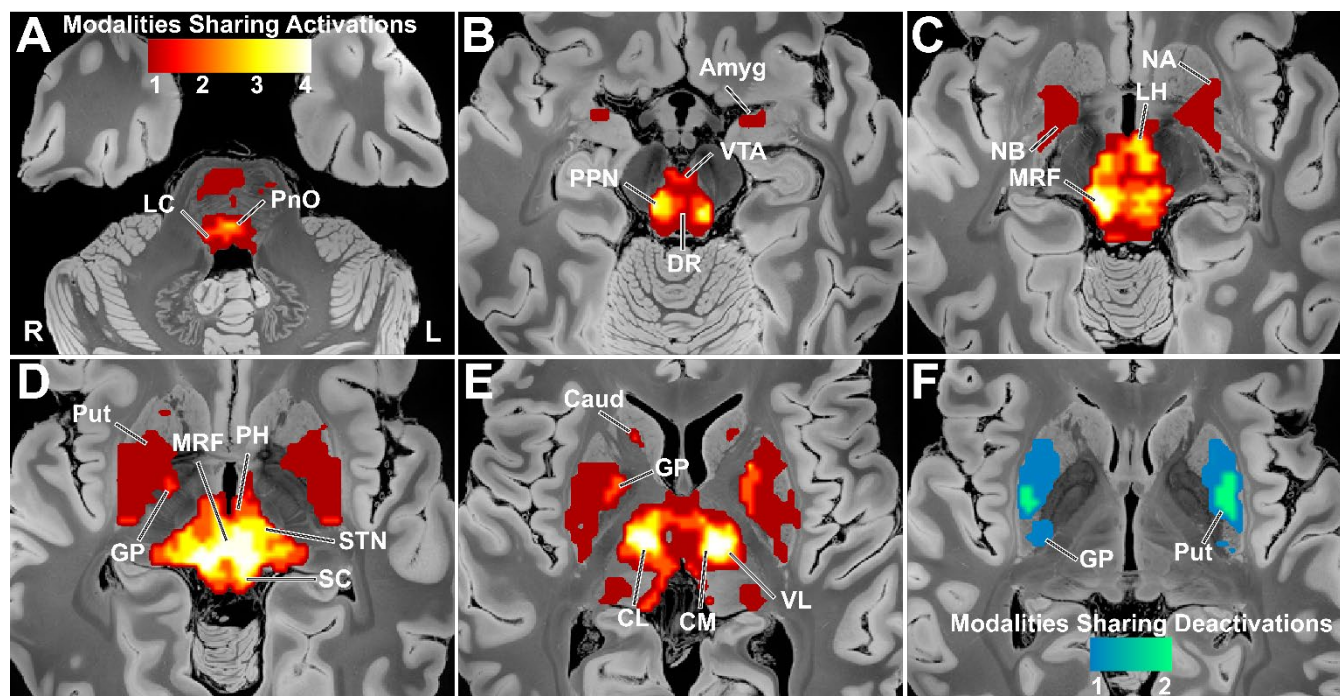 A
Modalities Sharing Activations
1 2 3 4
LC
PnO
R
L
B
Amyg
VTA
PPN
DR
C
NA
LH
NB
MRF
D
Put
MRF
PH
GP
STN
SC
E
Caud
GP
CL
CM
VL
F
GP
Put
Modalities Sharing Deactivations
1 2